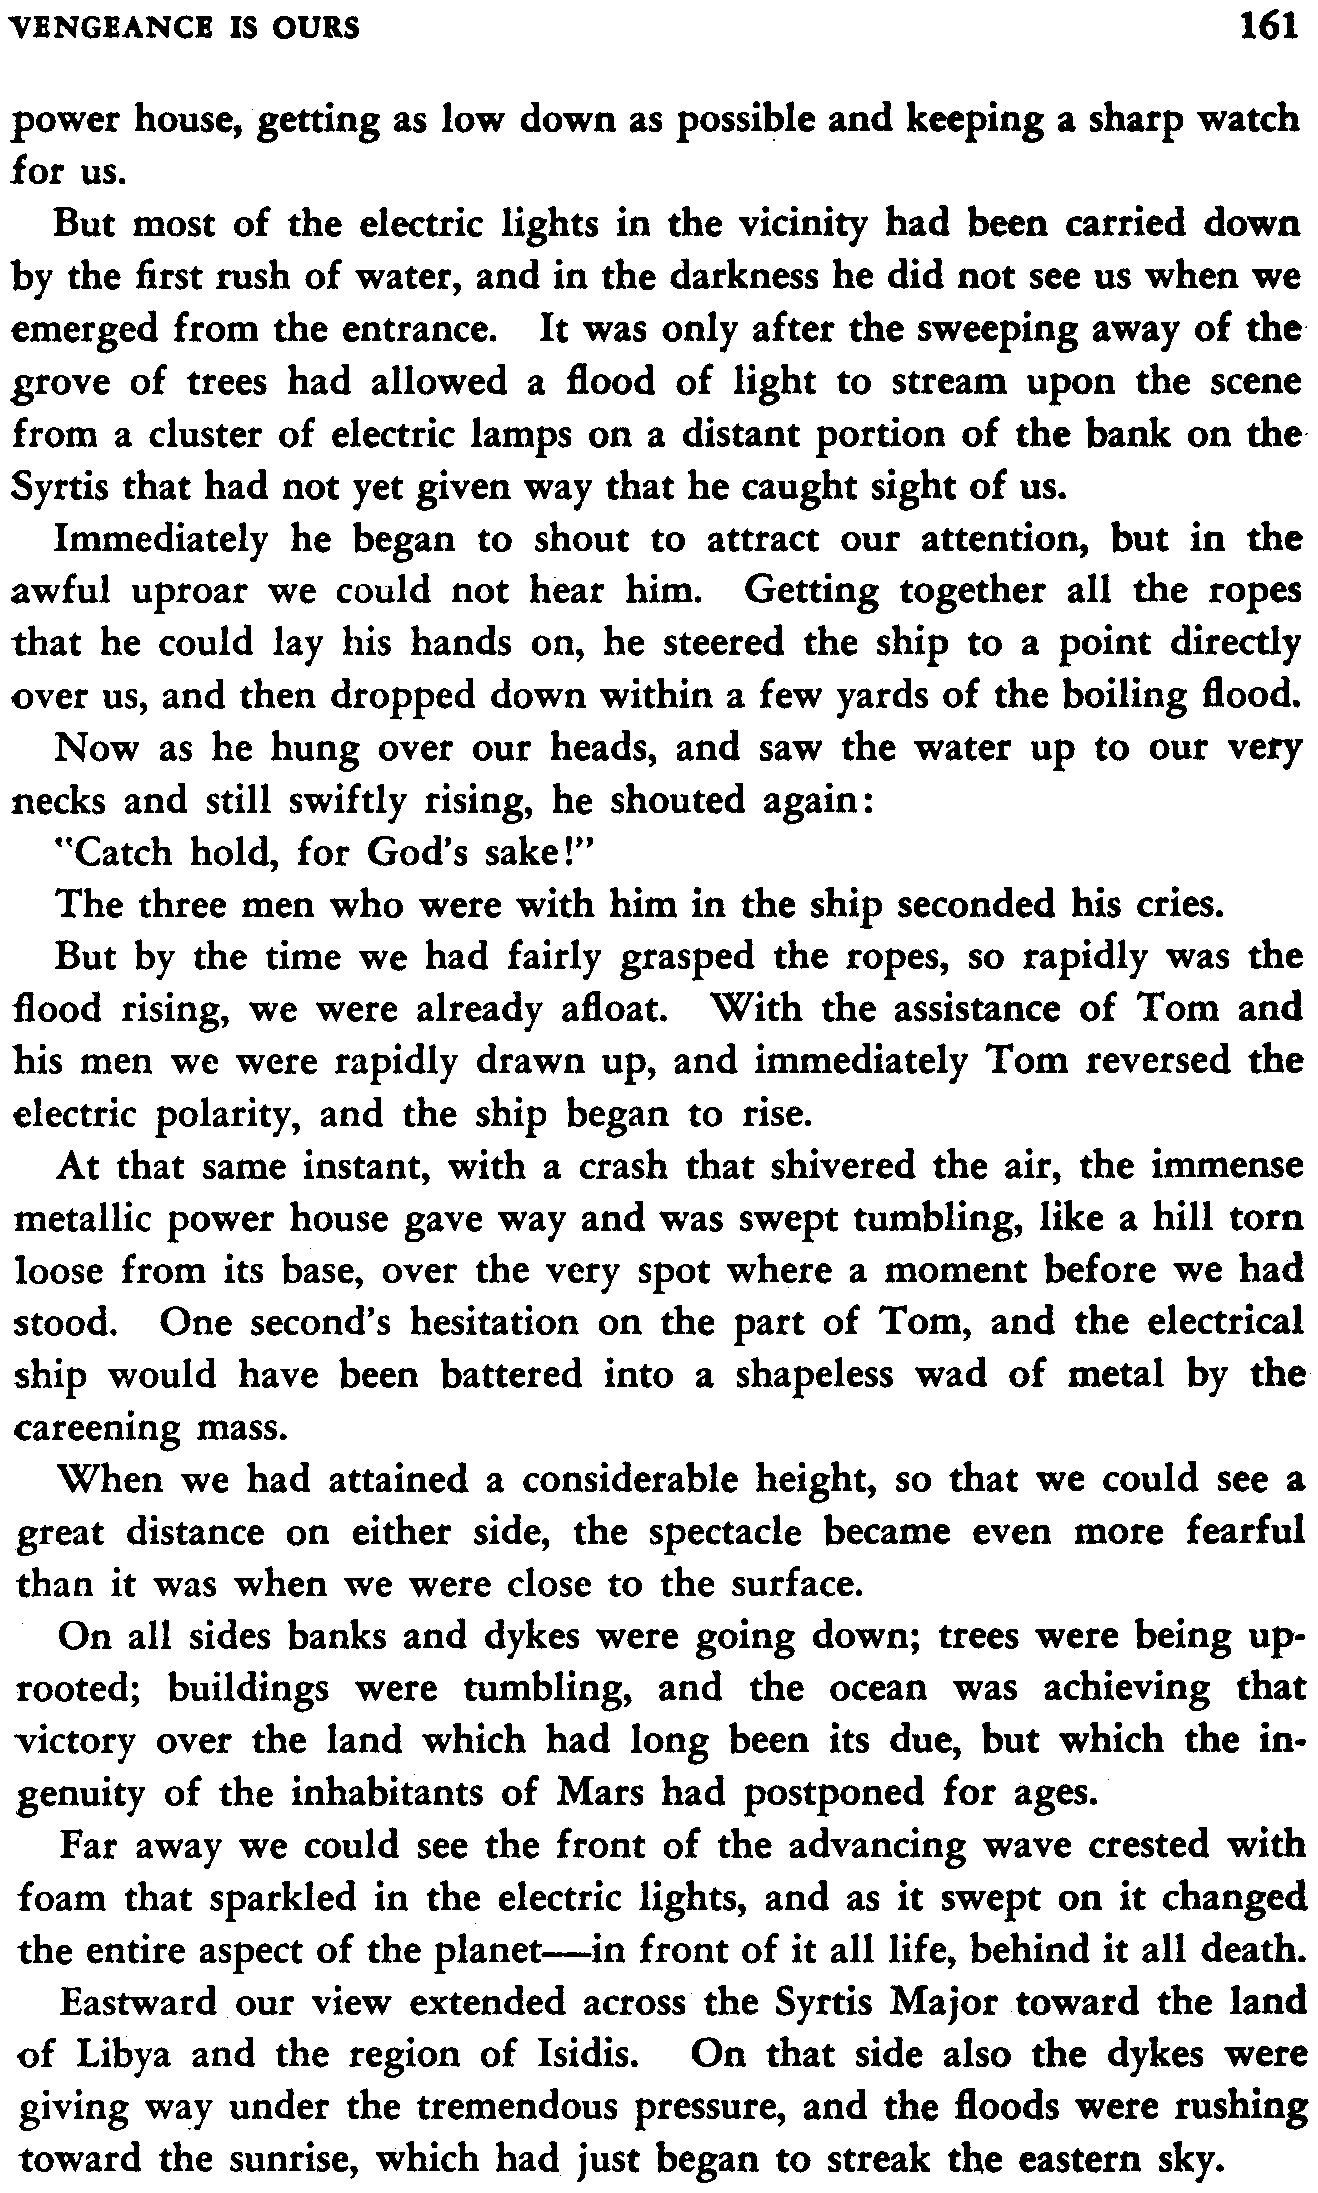 VENGEANCE IS OURS 161
power house, getting as low down as possible and keeping a sharp watch
for us.
But most of the electric lights in the vicinity had been carried down
by the first rush of water, and in the darkness he did not see us when we
emerged from the entrance. It was only after the sweeping away of the
grove of trees had allowed a flood of light to stream upon the scene
from a cluster of electric lamps on a distant portion of the bank on the
Syrtis that had not yet given way that he caught sight of us.
Immediately he began to shout to attract our attention, but in the
awful uproar we could not hear him. Getting together all the ropes
that he could lay his hands on, he steered the ship to a point directly
over us, and then dropped down within a few yards of the boiling flood.
Now as he hung over our heads, and saw the water up to our very
necks and still swiftly rising, he shouted again:
"Catch hold, for God's sake!"
The three men who were with him in the ship seconded his cries.
But by the time we had fairly grasped the ropes, so rapidly was the
flood rising, we were already afloat. With the assistance of Tom and
his men we were rapidly drawn up, and immediately Tom reversed the
electric polarity, and the ship began to rise.
At that same instant, with a crash that shivered the air, the immense
metallic power house gave way and was swept tumbling, like a hill torn
loose from its base, over the very spot where a moment before we had
stood. One second's hesitation on the part of Tom, and the electrical
ship would have been battered into a shapeless wad of metal by the
careening mass.
When we had attained a considerable height, so that we could see a
great distance on either side, the spectacle became even more fearful
than it was when we were close to the surface.
On all sides banks and dykes were going down; trees were being up-
rooted; buildings were tumbling, and the ocean was achieving that
victory over the land which had long been its due, but which the in-
genuity of the inhabitants of Mars had postponed for ages.
Far away we could see the front of the advancing wave crested with
foam that sparkled in the electric lights, and as it swept on it changed
the entire aspect of the planet—in front of it all life, behind it all death.
Eastward our view extended across the Syrtis Major toward the land
of Libya and the region of Isidis. On that side also the dykes were
giving way under the tremendous pressure, and the floods were rushing
toward the sunrise, which had just began to streak the eastern sky.